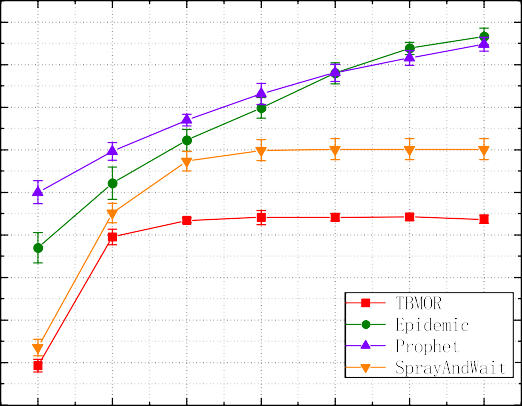 TBMOR
Epidemic
Prophet
SprayAndWait